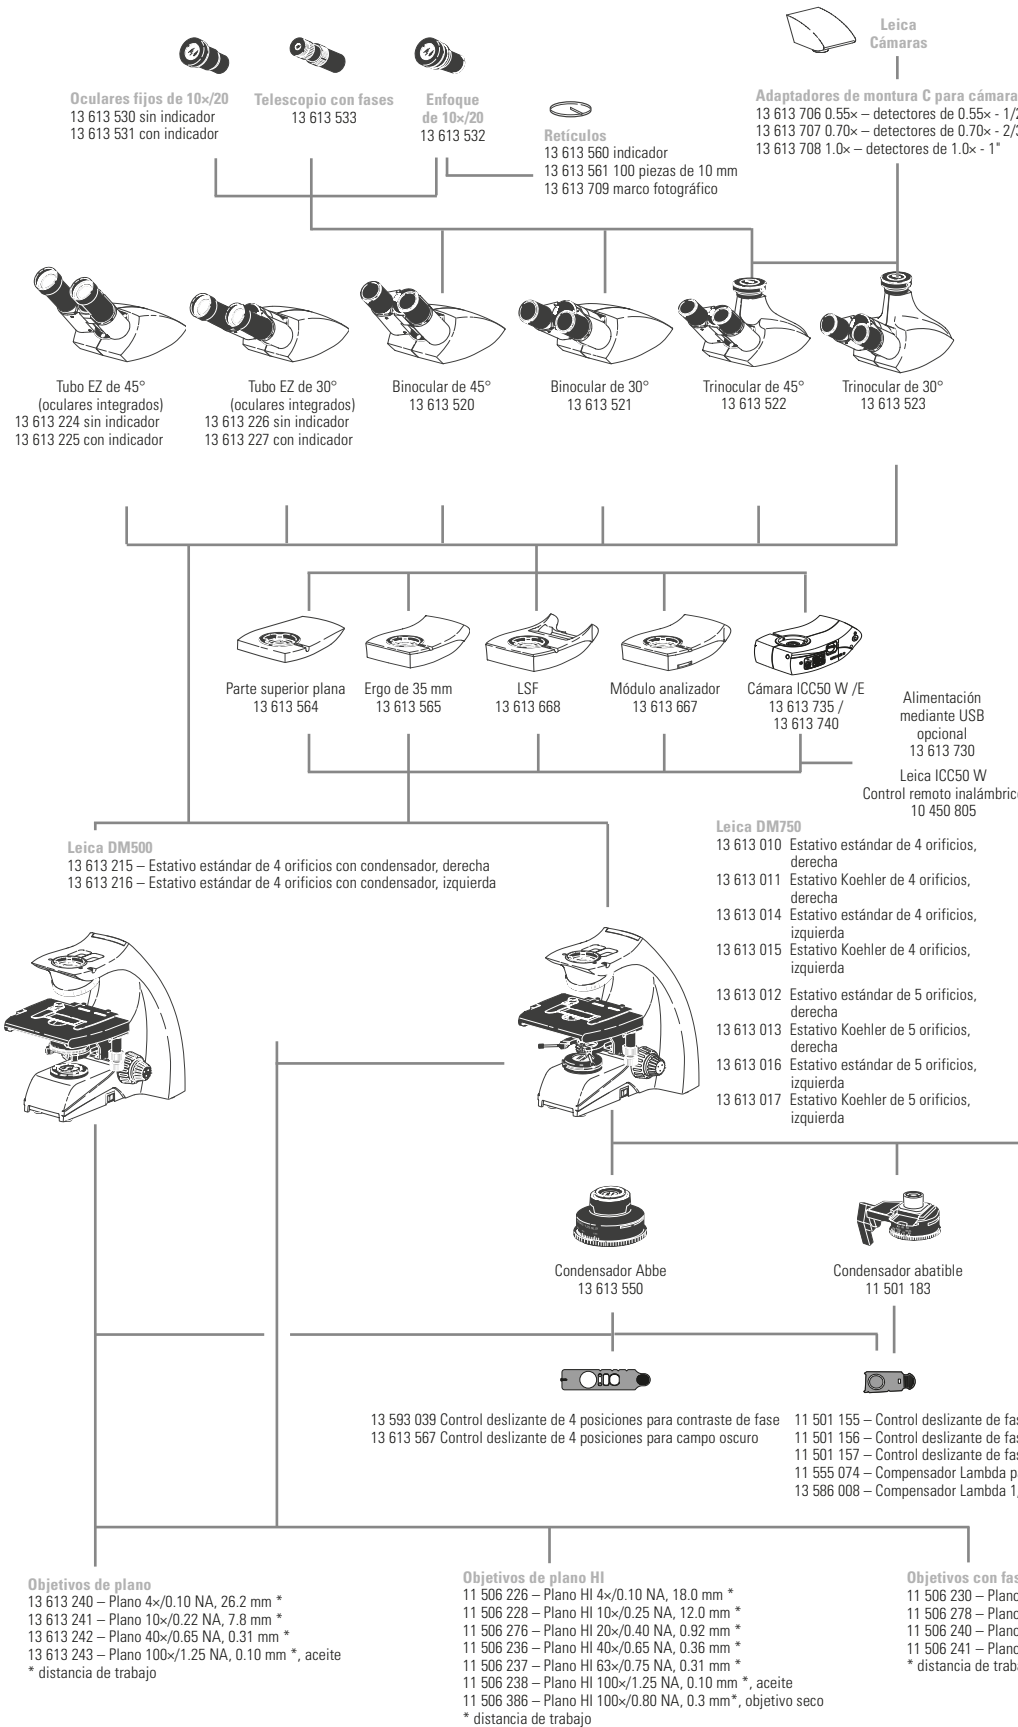 Leica
Cámaras
Oculares fijos de 10×/20
13 613 530 sin indicador
13 613 531 con indicador
Telescopio con fases
13 613 533
Enfoque
de 10×/20
13 613 532
Retículos
13 613 560 indicador
13 613 561 100 piezas de 10 mm
13 613 709 marco fotográfico
Adaptadores de montura C para cámara
13 613 706 0.55× – detectores de 0.55× - 1/2
13 613 707 0.70× – detectores de 0.70× - 2/3
13 613 708 1.0× – detectores de 1.0× - 1"
Tubo EZ de 45°
(oculares integrados)
13 613 224 sin indicador
13 613 225 con indicador
Tubo EZ de 30°
(oculares integrados)
13 613 226 sin indicador
13 613 227 con indicador
Binocular de 45°
13 613 520
Binocular de 30°
13 613 521
Trinocular de 45°
13 613 522
Trinocular de 30°
13 613 523
Parte superior plana
13 613 564
Ergo de 35 mm
13 613 565
LSF
13 613 668
Módulo analizador
13 613 667
Cámara ICC50 W /E
13 613 735 /
13 613 740
Alimentación
mediante USB
opcional
13 613 730
Leica ICC50 W
Control remoto inalámbrico
10 450 805
Leica DM500
13 613 215 – Estativo estándar de 4 orificios con condensador, derecha
13 613 216 – Estativo estándar de 4 orificios con condensador, izquierda
Leica DM750
13 613 010 Estativo estándar de 4 orificios,
derecha
13 613 011 Estativo Koehler de 4 orificios,
derecha
13 613 014 Estativo estándar de 4 orificios,
izquierda
13 613 015 Estativo Koehler de 4 orificios,
izquierda
13 613 012 Estativo estándar de 5 orificios,
derecha
13 613 013 Estativo Koehler de 5 orificios,
derecha
13 613 016 Estativo estándar de 5 orificios,
izquierda
13 613 017 Estativo Koehler de 5 orificios,
izquierda
Condensador Abbe
13 613 550
Condensador abatible
11 501 183
13 593 039 Control deslizante de 4 posiciones para contraste de fase
13 613 567 Control deslizante de 4 posiciones para campo oscuro
11 501 155 – Control deslizante de fas
11 501 156 – Control deslizante de fas
11 501 157 – Control deslizante de fas
11 555 074 – Compensador Lambda pa
13 586 008 – Compensador Lambda 1,
Objetivos de plano
13 613 240 – Plano 4×/0.10 NA, 26.2 mm *
13 613 241 – Plano 10×/0.22 NA, 7.8 mm *
13 613 242 – Plano 40×/0.65 NA, 0.31 mm *
13 613 243 – Plano 100×/1.25 NA, 0.10 mm *, aceite
* distancia de trabajo
Objetivos de plano HI
11 506 226 – Plano HI 4×/0.10 NA, 18.0 mm *
11 506 228 – Plano HI 10×/0.25 NA, 12.0 mm *
11 506 276 – Plano HI 20×/0.40 NA, 0.92 mm *
11 506 236 – Plano HI 40×/0.65 NA, 0.36 mm *
11 506 237 – Plano HI 63×/0.75 NA, 0.31 mm *
11 506 238 – Plano HI 100×/1.25 NA, 0.10 mm *, aceite
11 506 386 – Plano HI 100×/0.80 NA, 0.3 mm*, objetivo seco
* distancia de trabajo
Objetivos con fas
11 506 230 – Plano
11 506 278 – Plano
11 506 240 – Plano
11 506 241 – Plano
* distancia de traba